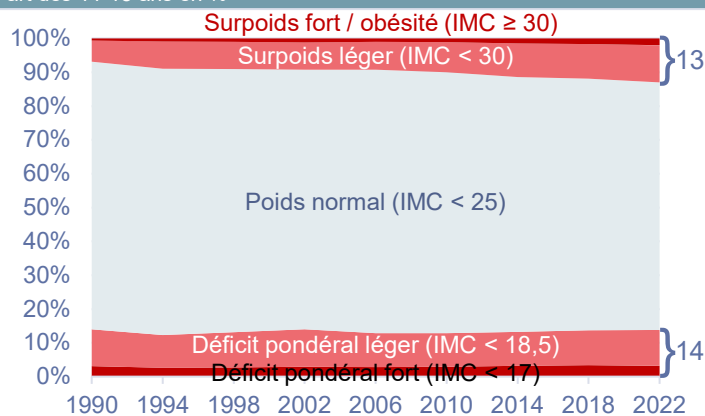 Surpoids fort / obésité (IMC ≥ 30)
100%
Surpoids léger (IMC < 30)
13
90%
80%
70%
60%
Poids normal (IMC < 25)
50%
40%
30%
20%
10%
Déficit pondéral léger (IMC < 18,5)
14
Déficit pondéral fort (IMC < 17)
0%
1990 1994 1998 2002 2006 2010 2014 2018 2022